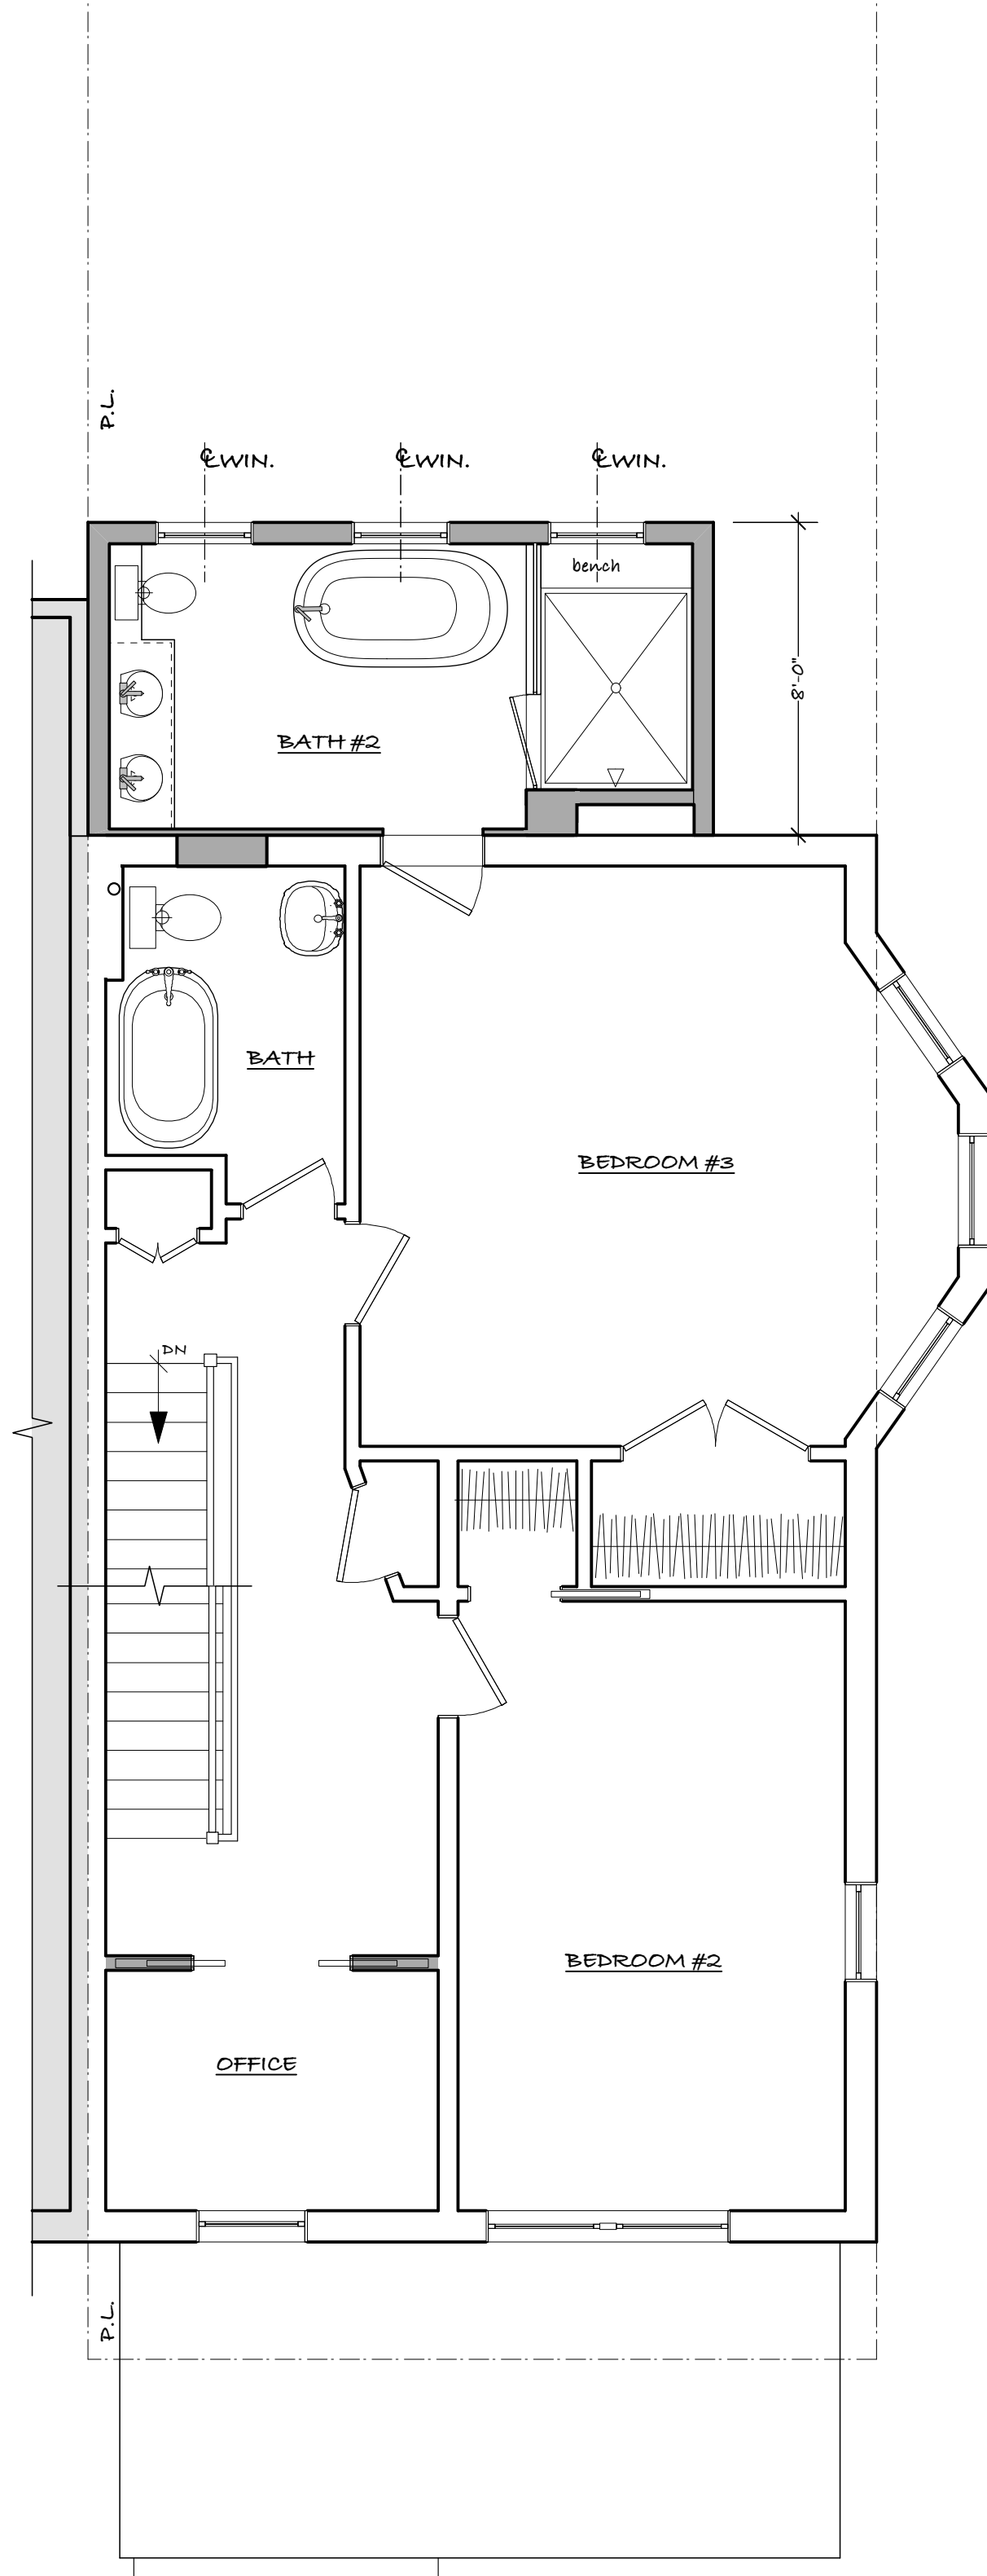 P.L.
℄WIN.
℄WIN.
℄WIN.
bench
8'-0"
BATH #2
BATH
BEDROOM #3
DN
BEDROOM #2
OFFICE
P.L.